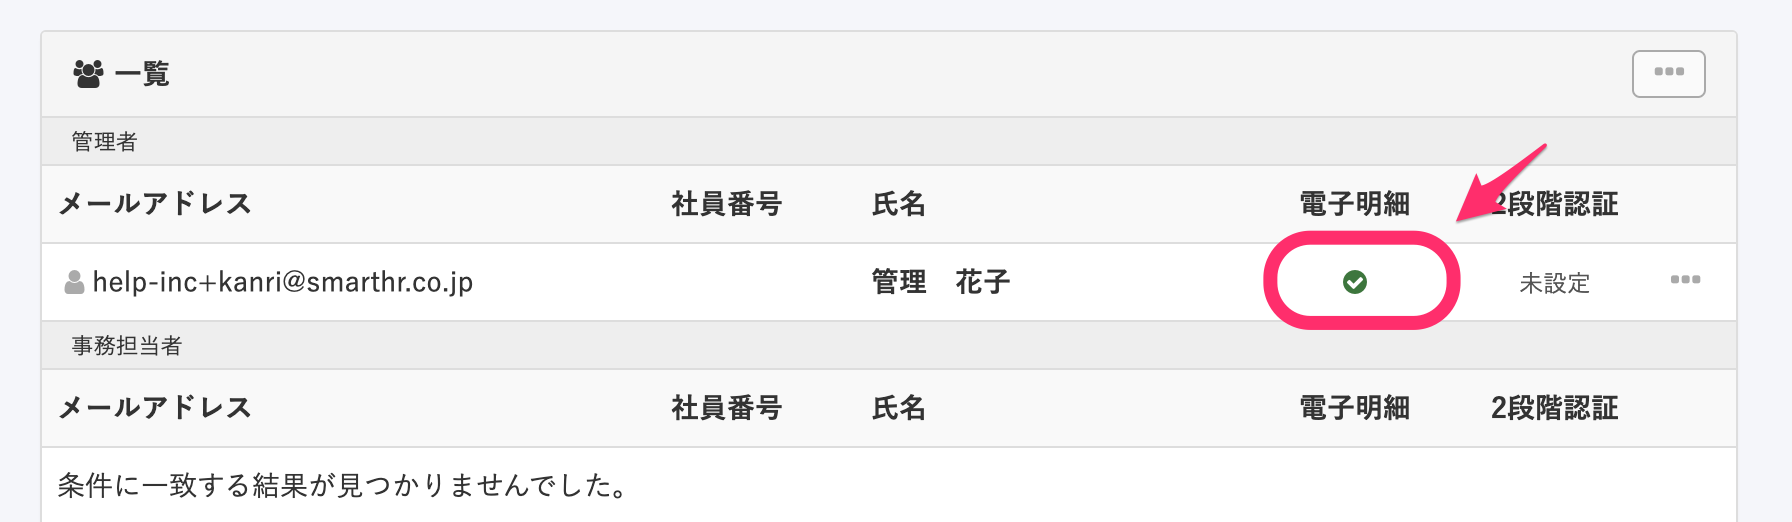 一覧
管理者
メールアドレス 社員番号 氏名 電子明細 2段階認証
help-inc+kanri@smarthr.co.jp 管理　花子 未設定
事務担当者
メールアドレス 社員番号 氏名 電子明細 2段階認証
条件に一致する結果が見つかりませんでした。